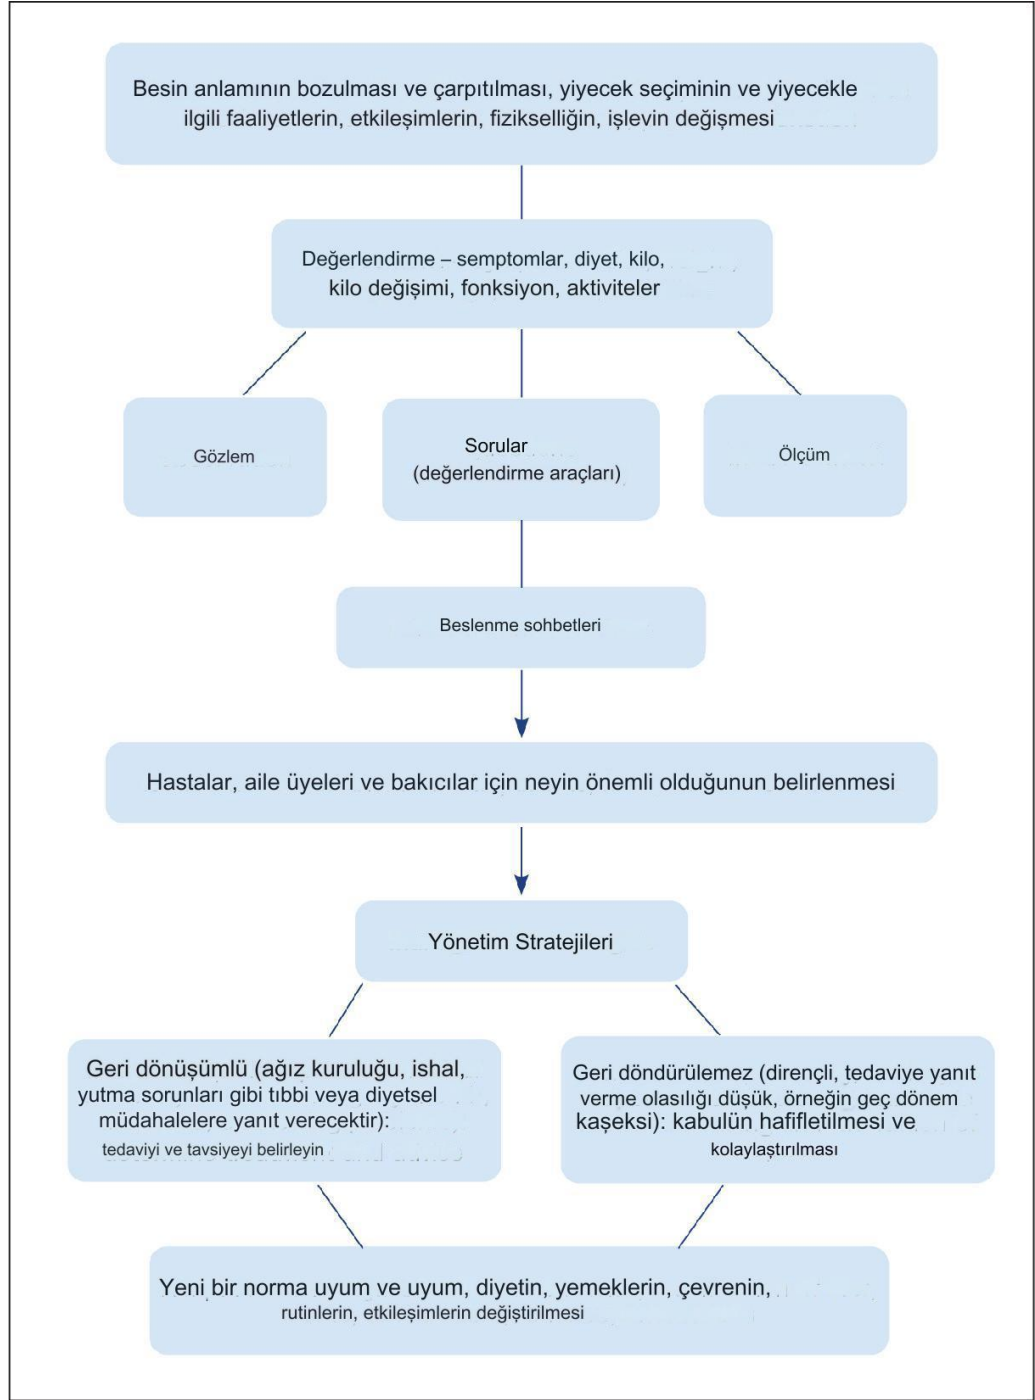 Besin anlamının bozulması ve çarpıtılması, yiyecek seçiminin ve yiyecekle
ilgili faaliyetlerin, etkileşimlerin, fizikselliğin, işlevin değişmesi
Değerlendirme – semptomlar, diyet, kilo,
kilo değişimi, fonksiyon, aktiviteler
Gözlem
Sorular
(değerlendirme araçları)
Ölçüm
Beslenme sohbetleri
Hastalar, aile üyeleri ve bakıcılar için neyin önemli olduğunun belirlenmesi
Yönetim Stratejileri
Geri dönüşümlü (ağız kuruluğu, ishal,
yutma sorunları gibi tıbbi veya diyetsel
müdahalelere yanıt verecektir):
tedaviyi ve tavsiyeyi belirleyin
Geri döndürülemez (dirençli, tedaviye yanıt
verme olasılığı düşük, örneğin geç dönem
kaşeksi): kabulün hafifletilmesi ve
kolaylaştırılması
Yeni bir norma uyum ve uyum, diyetin, yemeklerin, çevrenin,
rutinlerin, etkileşimlerin değiştirilmesi